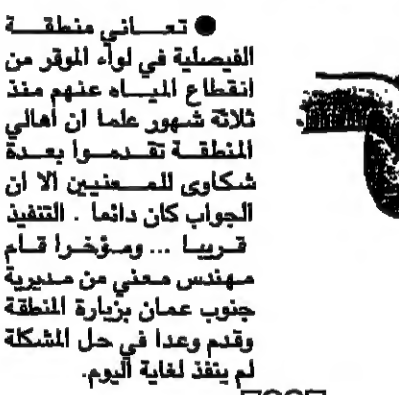 ● تعاني منطقة
الفيصلية في لواء الموقر من
انقطاع المياه عنهم منذ
ثلاثة شهور علما ان اهالي
المنطقة تقدموا بعدة
شكاوى للمعنيين الا ان
الجواب كان دائما . التنفيذ
قريبا ... ومؤخرا قام
مهندس معني من مديرية
جنوب عمان بزيارة المنطقة
وقدم وعدا في حل المشكلة
لم ينفذ لغاية اليوم.